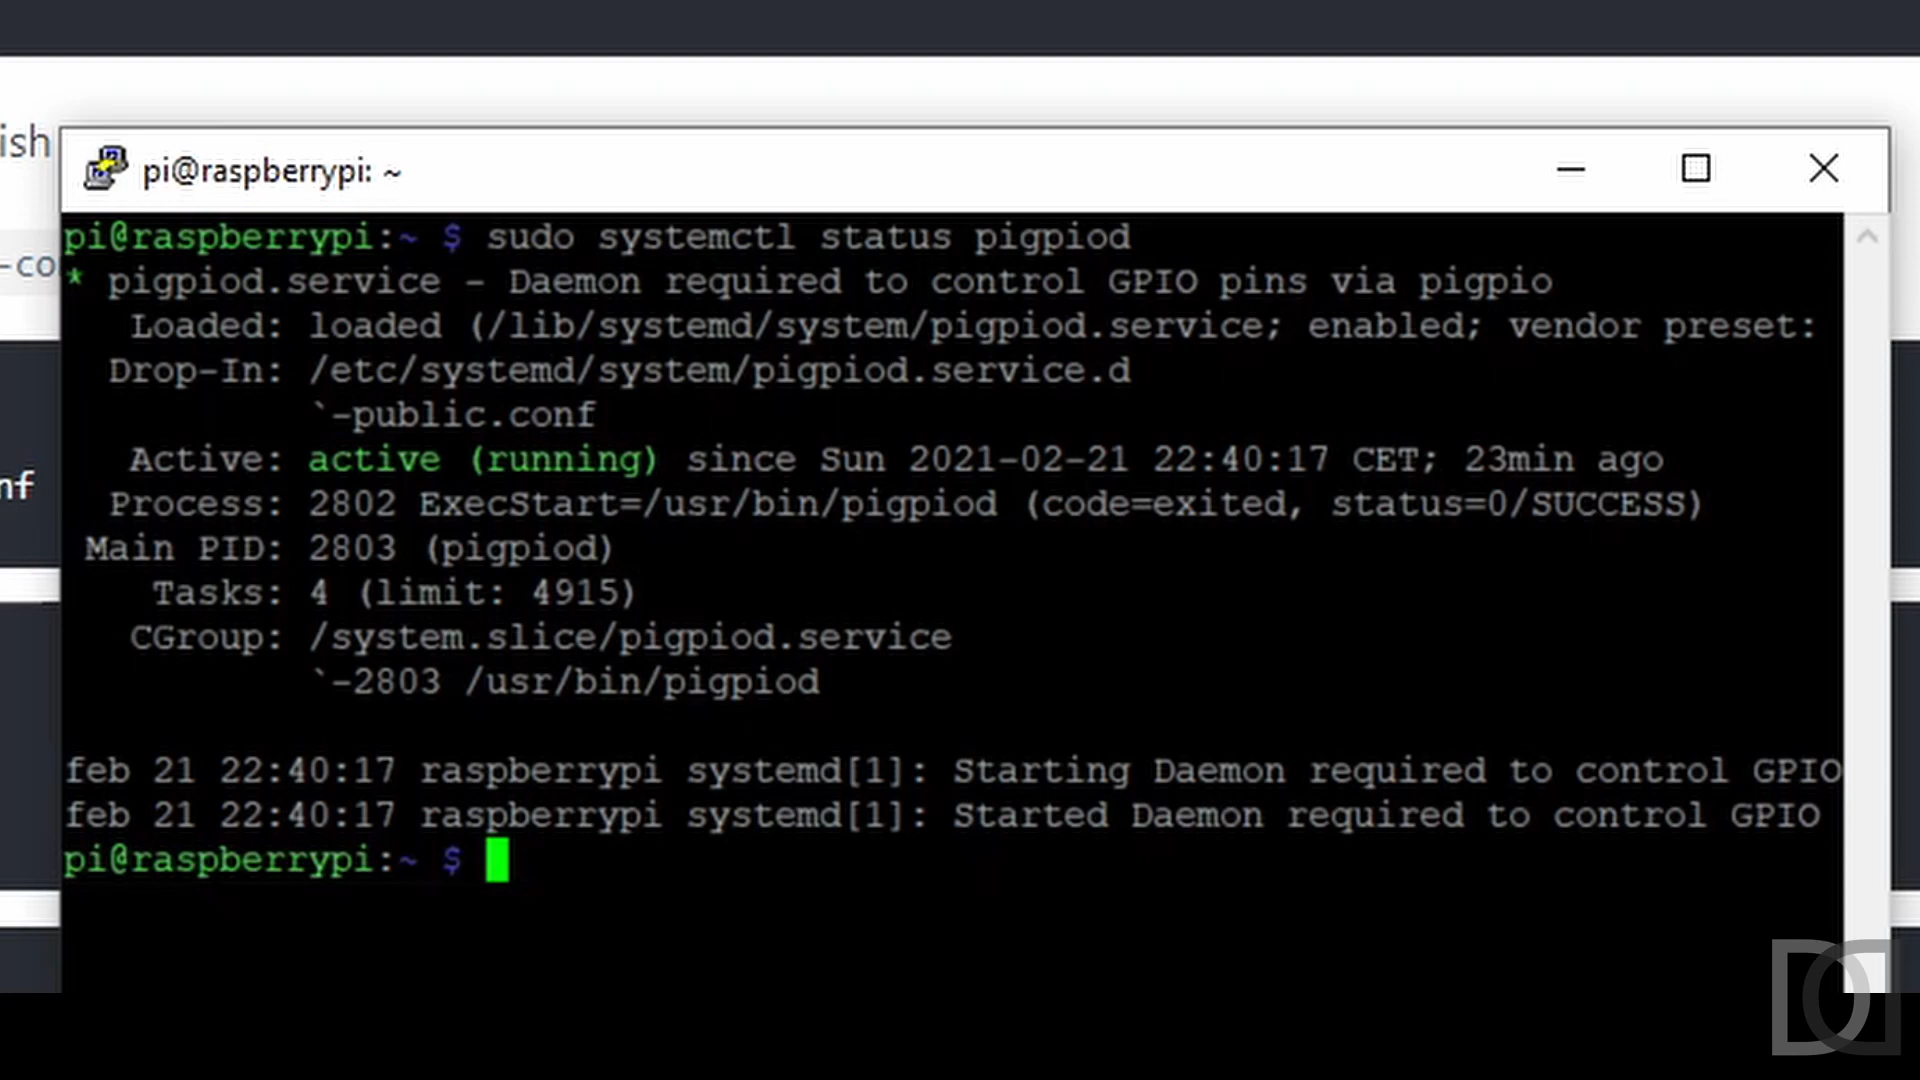 ish
pi@raspberrypi: ~
-co
pi@raspberrypi:~ $ sudo systemctl status pigpiod
* pigpiod.service - Daemon required to control GPIO pins via pigpio
   Loaded: loaded (/lib/systemd/system/pigpiod.service; enabled; vendor preset:
  Drop-In: /etc/systemd/system/pigpiod.service.d
           `-public.conf
   Active: active (running) since Sun 2021-02-21 22:40:17 CET; 23min ago
nf
  Process: 2802 ExecStart=/usr/bin/pigpiod (code=exited, status=0/SUCCESS)
 Main PID: 2803 (pigpiod)
    Tasks: 4 (limit: 4915)
   CGroup: /system.slice/pigpiod.service
           `-2803 /usr/bin/pigpiod
feb 21 22:40:17 raspberrypi systemd[1]: Starting Daemon required to control GPIO
feb 21 22:40:17 raspberrypi systemd[1]: Started Daemon required to control GPIO
pi@raspberrypi:~ $